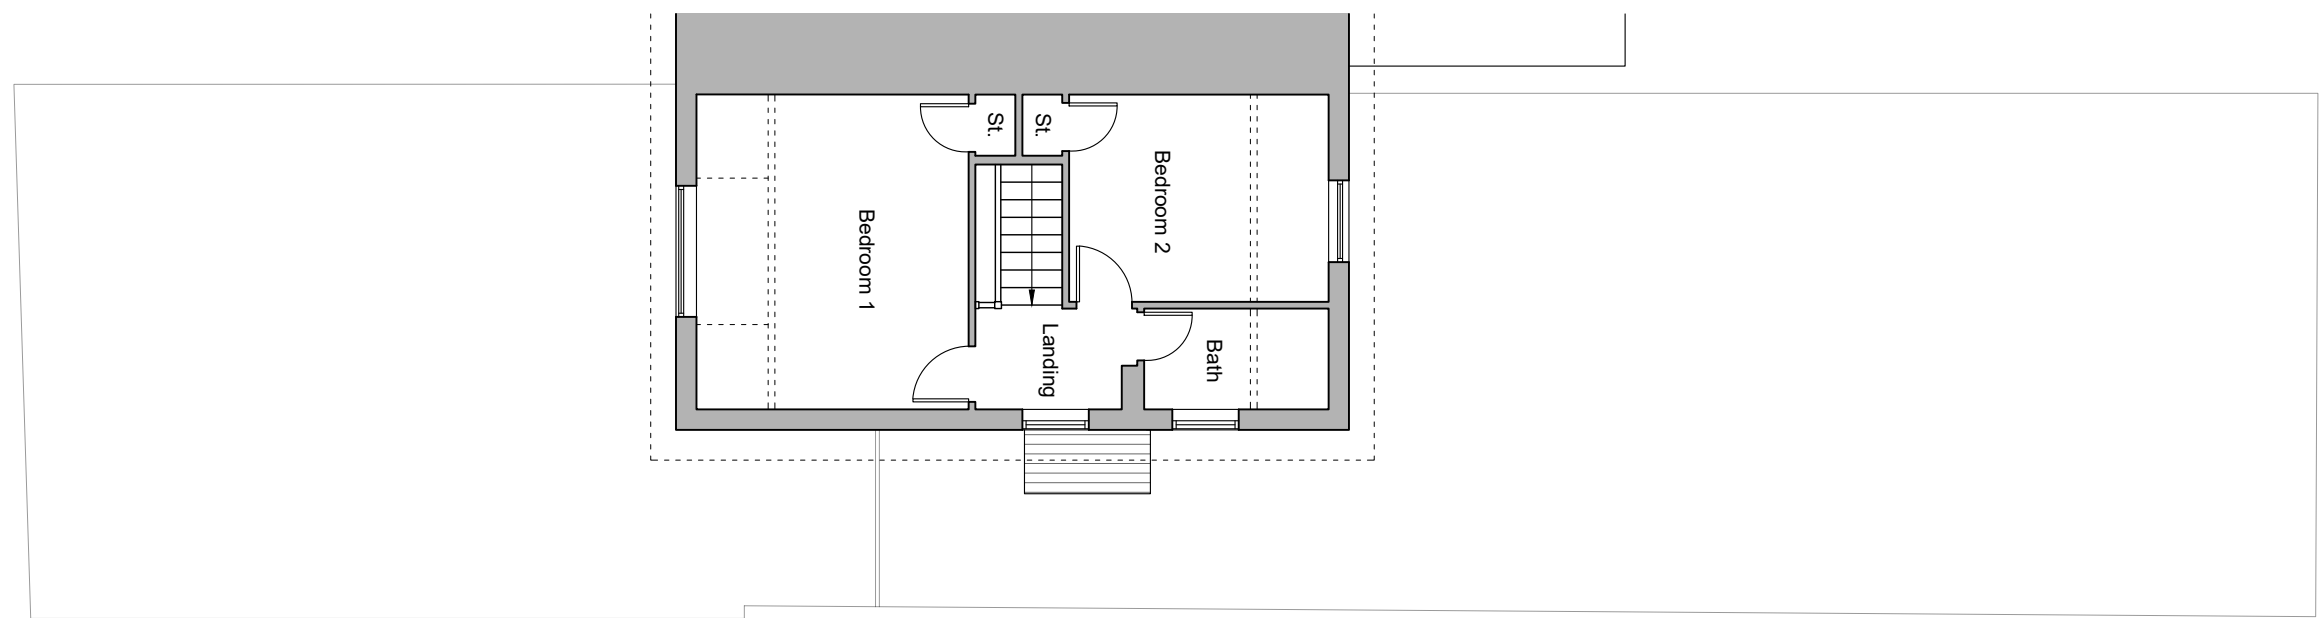 St.
St.
Bedroom 2
Bedroom 1
Landing
Bath